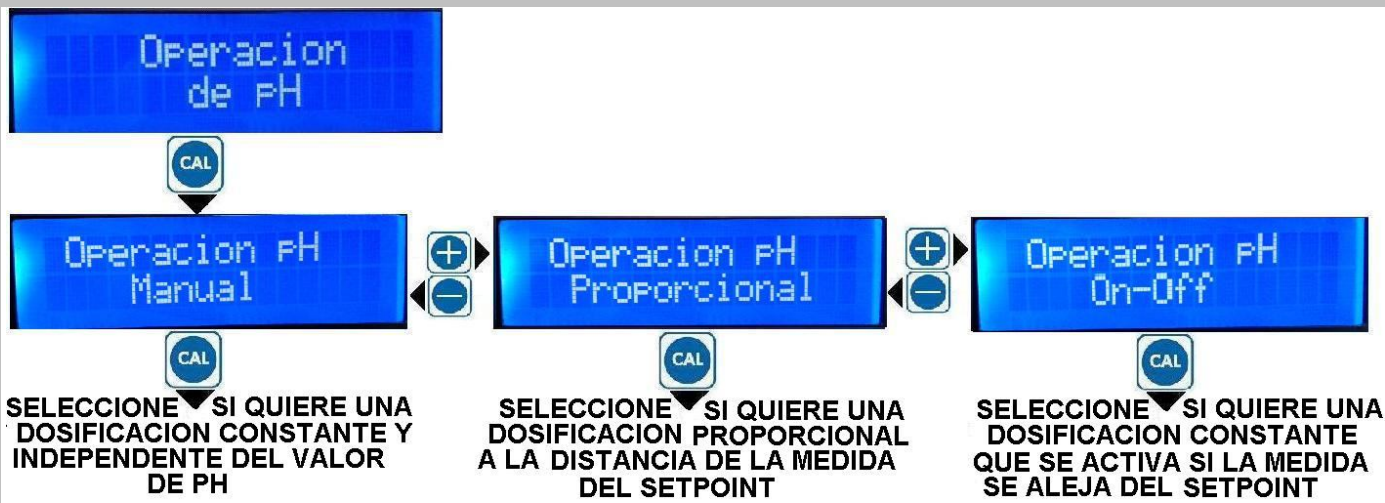 Operacion
de pH
CAL
Operacion pH
Manual
+
−
Operacion pH
Proporcional
+
−
Operacion pH
On-Off
CAL
CAL
CAL
SELECCIONE SI QUIERE UNA
DOSIFICACION CONSTANTE Y
INDEPENDENTE DEL VALOR
DE PH
SELECCIONE SI QUIERE UNA
DOSIFICACION PROPORCIONAL
A LA DISTANCIA DE LA MEDIDA
DEL SETPOINT
SELECCIONE SI QUIERE UNA
DOSIFICACION CONSTANTE
QUE SE ACTIVA SI LA MEDIDA
SE ALEJA DEL SETPOINT